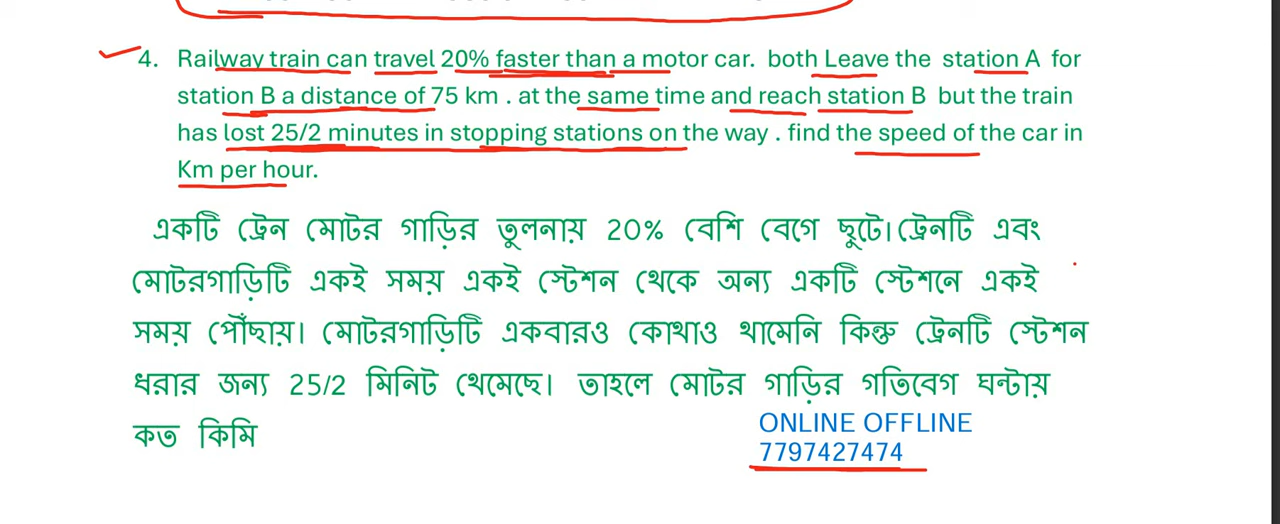 4. Railway train can travel 20% faster than a motor car. both Leave the station A for
station B a distance of 75 km . at the same time and reach station B but the train
has lost 25/2 minutes in stopping stations on the way . find the speed of the car in
Km per hour.
একটি ট্রেন মোটর গাড়ির তুলনায় 20% বেশি বেগে ছুটে। ট্রেনটি এবং
মোটরগাড়িটি একই সময় একই স্টেশন থেকে অন্য একটি স্টেশনে একই
সময় পৌঁছায়। মোটরগাড়িটি একবারও কোথাও থামেনি কিন্তু ট্রেনটি স্টেশন
ধরার জন্য 25/2 মিনিট থেমেছে। তাহলে মোটর গাড়ির গতিবেগ ঘন্টায়
কত কিমি
ONLINE OFFLINE
7797427474